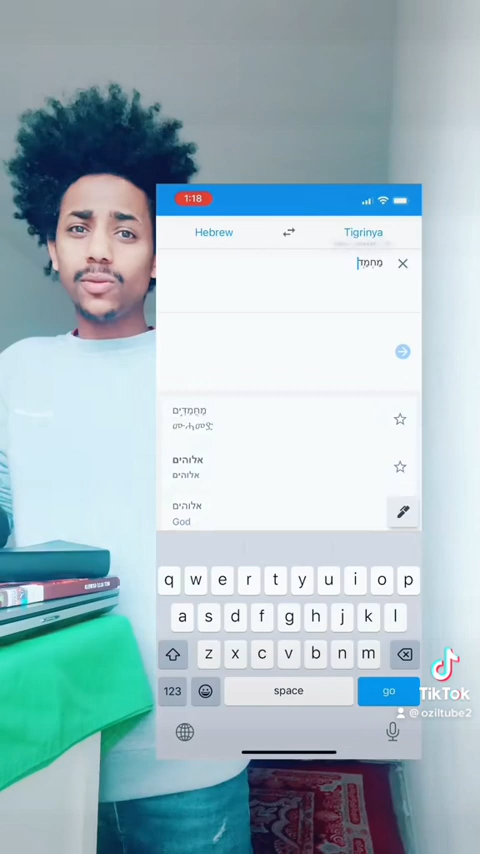 1:18
Hebrew
Tigrinya
מַחְמָד
מַחֲמַדִּים
אלוהים
אלוהים
אלוהים
God
q w e r t y u i o p
a s d f g h j k l
z x c v b n m
123
space
go
TikTok
@oziltube2